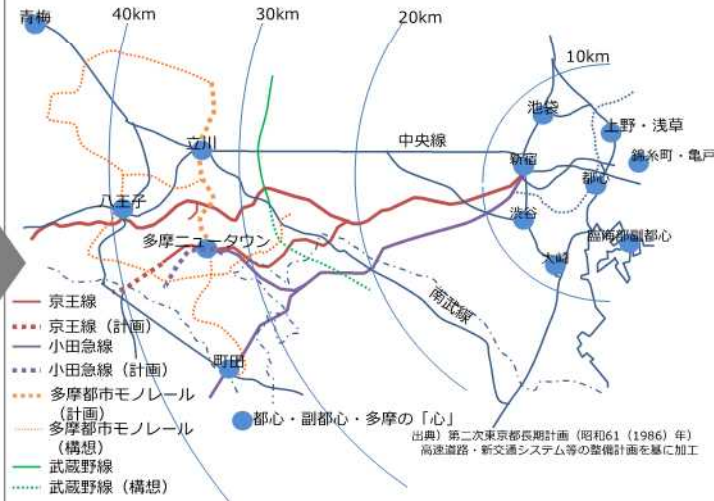 青梅
40km
30km
20km
10km
池袋
上野・浅草
立川
中央線
新宿
錦糸町・亀戸
都心
八王子
渋谷
多摩ニュータウン
臨海部副都心
大崎
南武線
町田
京王線
京王線（計画）
小田急線
小田急線（計画）
多摩都市モノレール
（計画）
多摩都市モノレール
（構想）
武蔵野線
武蔵野線（構想）
都心・副都心・多摩の「心」
出典）第二次東京都長期計画（昭和61（1986）年）
高速道路・新交通システム等の整備計画を基に加工